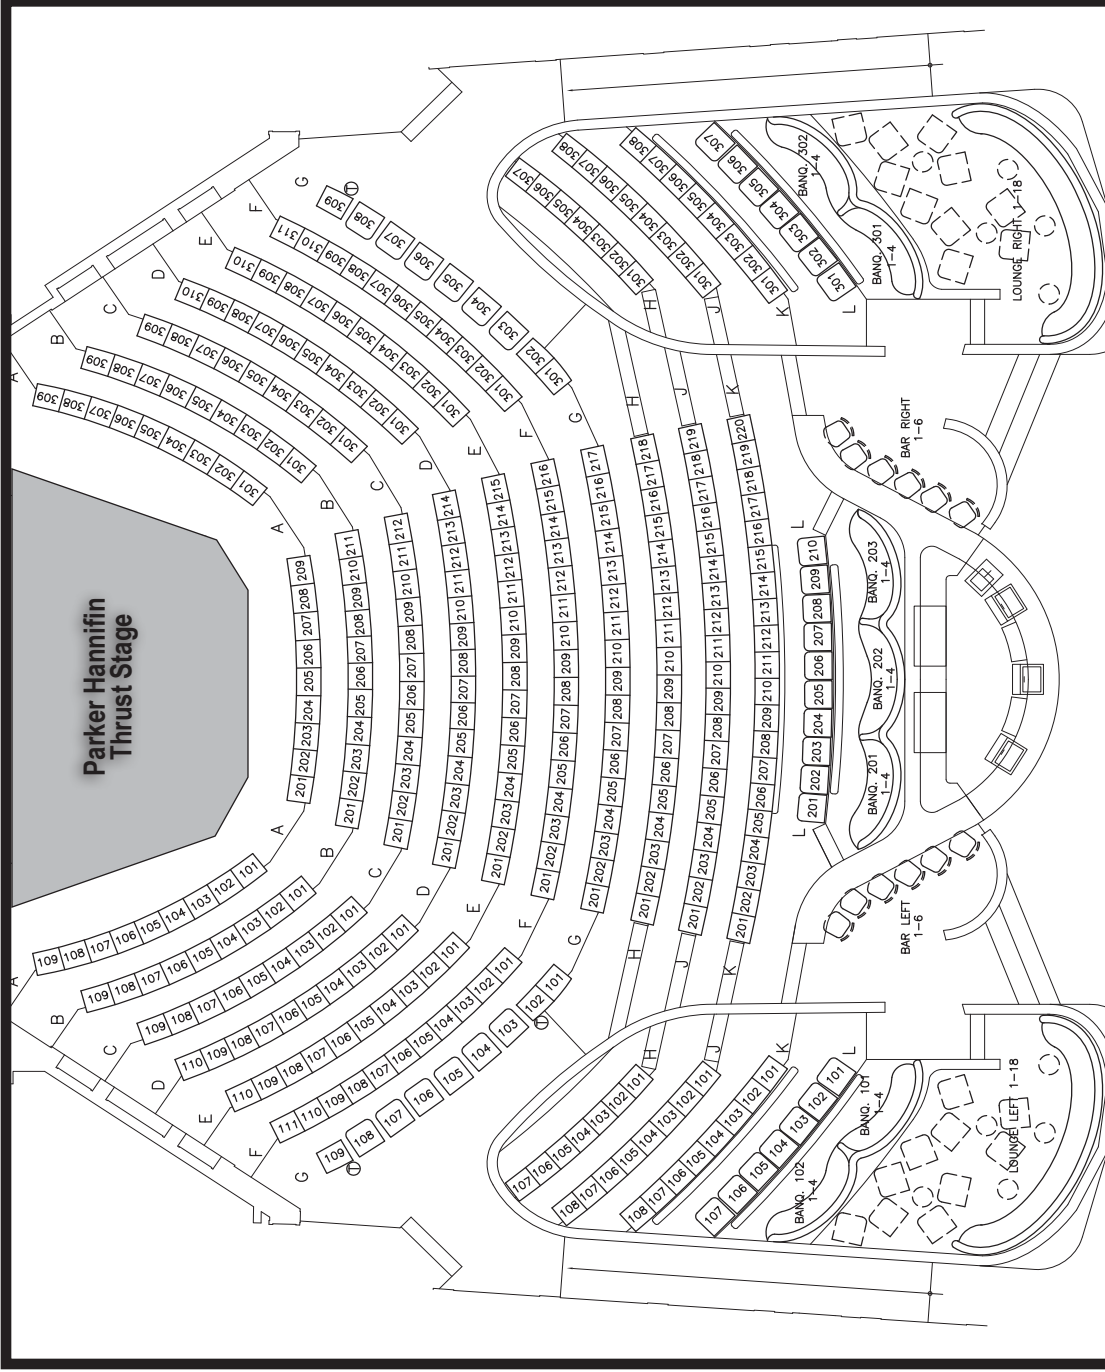 Parker Hannifin
Thrust Stage
A 309 308 307 306 305 304 303 302 301 A
B 309 308 307 306 305 304 303 302 301 B
C 309 308 307 306 305 304 303 302 301 C
D 310 309 308 307 306 305 304 303 302 301 D
E 310 309 308 307 306 305 304 303 302 301 E
F 311 310 309 308 307 306 305 304 303 302 301 F
G 309 308 307 306 305 304 303 302 301 G
T
307 306 305 304 303 302 301 H
308 307 306 305 304 303 302 301 J
308 307 306 305 304 303 302 301 K
307 306 305 304 303 302 301 L
BANQ. 302
1-4
BANQ. 301
1-4
LOUNGE RIGHT 1-18
BAR RIGHT
1-6
209 208 207 206 205 204 203 202 201 A
211 210 209 208 207 206 205 204 203 202 201 B
212 211 210 209 208 207 206 205 204 203 202 201 C
214 213 212 211 210 209 208 207 206 205 204 203 202 201 D
215 214 213 212 211 210 209 208 207 206 205 204 203 202 201 E
216 215 214 213 212 211 210 209 208 207 206 205 204 203 202 201 F
217 216 215 214 213 212 211 210 209 208 207 206 205 204 203 202 201 G
H 218 217 216 215 214 213 212 211 210 209 208 207 206 205 204 203 202 201 H
J 219 218 217 216 215 214 213 212 211 210 209 208 207 206 205 204 203 202 201 J
K 220 219 218 217 216 215 214 213 212 211 210 209 208 207 206 205 204 203 202 201 K
L 210 209 208 207 206 205 204 203 202 201 L
BANQ. 203
1-4
BANQ. 202
1-4
BANQ. 201
1-4
BAR LEFT
1-6
A 109 108 107 106 105 104 103 102 101
B 109 108 107 106 105 104 103 102 101
C 109 108 107 106 105 104 103 102 101
D 110 109 108 107 106 105 104 103 102 101
E 110 109 108 107 106 105 104 103 102 101
F 111 110 109 108 107 106 105 104 103 102 101
G 109 108 107 106 105 104 103 102 101
T
T
107 106 105 104 103 102 101 H
108 107 106 105 104 103 102 101 J
108 107 106 105 104 103 102 101 K
107 106 105 104 103 102 101 L
BANQ. 101
1-4
BANQ. 102
1-4
LOUNGE LEFT 1-18